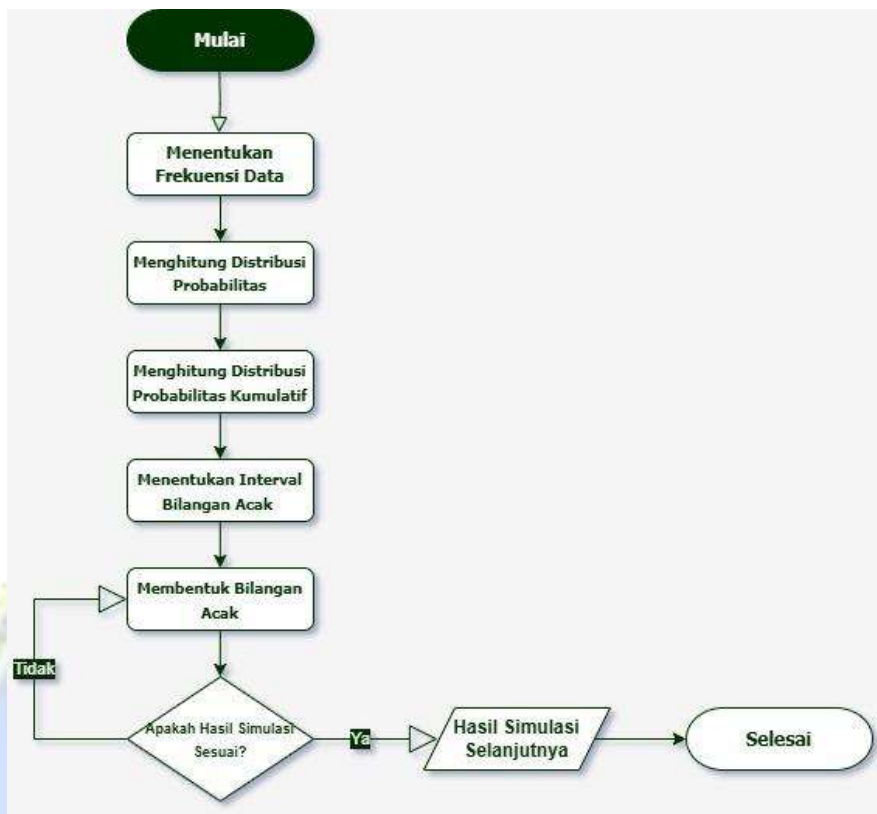 Mulai
Menentukan
Frekuensi Data
Menghitung Distribusi
Probabilitas
Menghitung Distribusi
Probabilitas Kumulatif
Menentukan Interval
Bilangan Acak
Membentuk Bilangan
Acak
Tidak
Apakah Hasil Simulasi
Sesuai?
Ya
Hasil Simulasi
Selanjutnya
Selesai